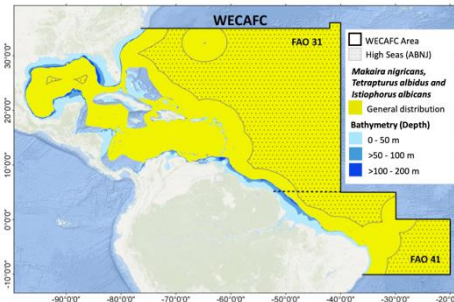 WECAFC
FAO 31
FAO 41
WECAFC Area
High Seas (ABNJ)
Makaira nigricans,
Tetrapturus albidus and
Istiophorus albicans
General distribution
Bathymetry (Depth)
0 - 50 m
>50 - 100 m
>100 - 200 m
30°0'0"N
20°0'0"N
10°0'0"N
0°0'0"
-10°0'0"
-90°0'0"
-80°0'0"
-70°0'0"
-60°0'0"
-50°0'0"
-40°0'0"
-30°0'0"
-20°0'0"